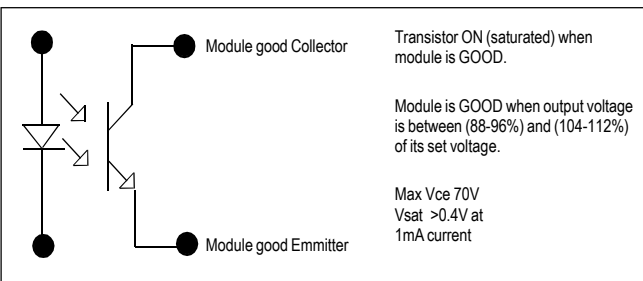 Module good Collector
Transistor ON (saturated) when
module is GOOD.
Module is GOOD when output voltage
is between (88-96%) and (104-112%)
of its set voltage.
Max Vce 70V
Vsat >0.4V at
1mA current
Module good Emmitter